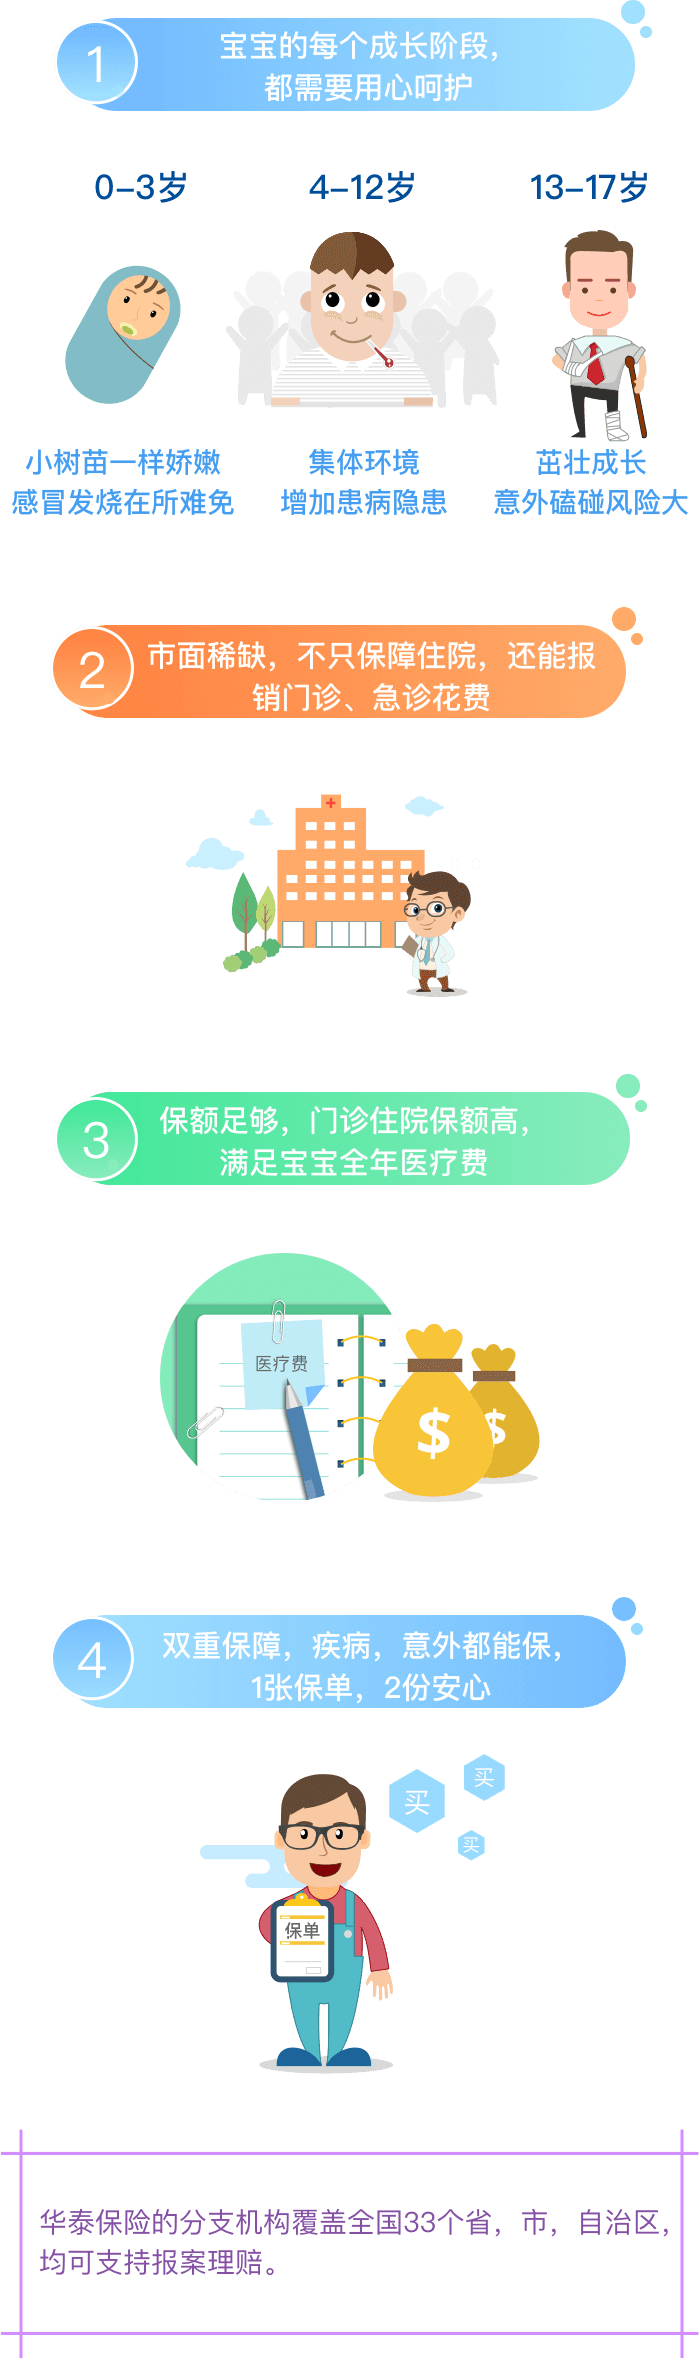 1
宝宝的每个成长阶段，
都需要用心呵护
0-3岁
4-12岁
13-17岁
小树苗一样娇嫩
感冒发烧在所难免
集体环境
增加患病隐患
茁壮成长
意外磕碰风险大
2
市面稀缺，不只保障住院，还能报
销门诊、急诊花费
3
保额足够，门诊住院保额高，
满足宝宝全年医疗费
医疗费
$
$
4
双重保障，疾病，意外都能保，
1张保单，2份安心
买
买
买
保单
华泰保险的分支机构覆盖全国33个省，市，自治区，
均可支持报案理赔。